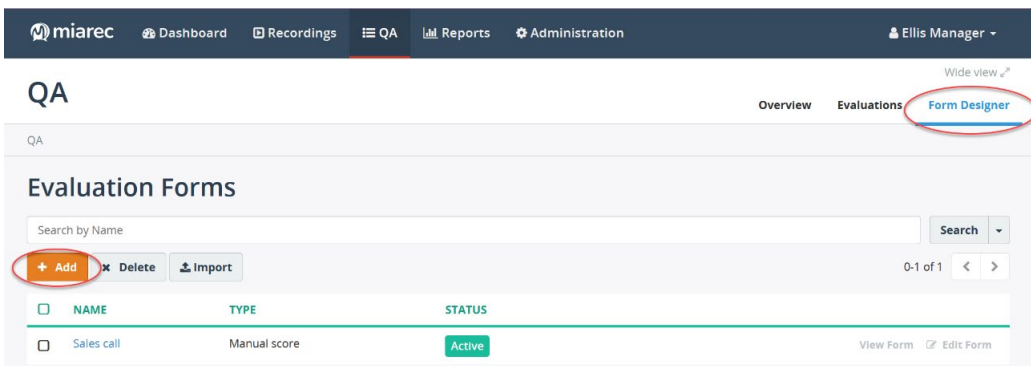 miarec Dashboard Recordings QA Reports Administration Ellis Manager
Wide view
QA
Overview Evaluations Form Designer
QA
Evaluation Forms
Search by Name Search
+ Add Delete Import 0-1 of 1 < >
NAME TYPE STATUS
Sales call Manual score Active View Form Edit Form